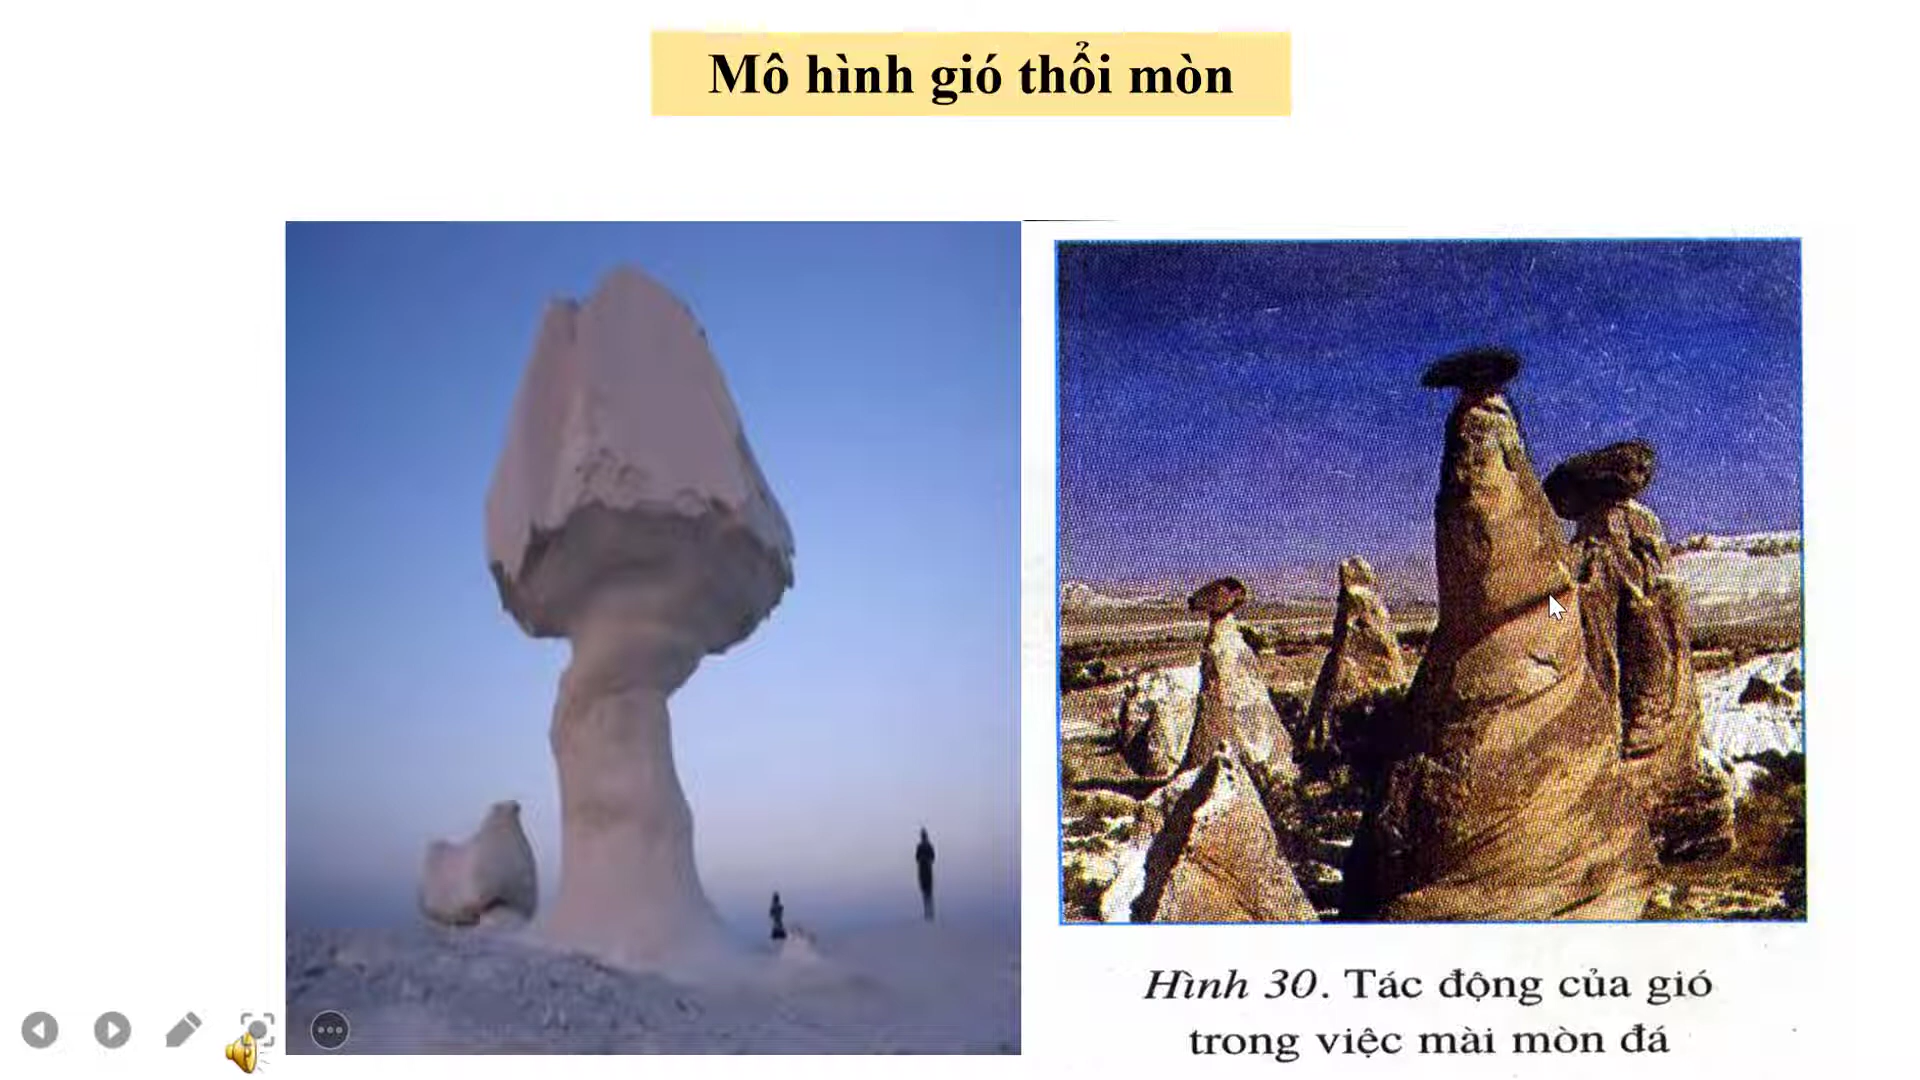 Mô hình gió thổi mòn
Hình 30. Tác động của gió
trong việc mài mòn đá